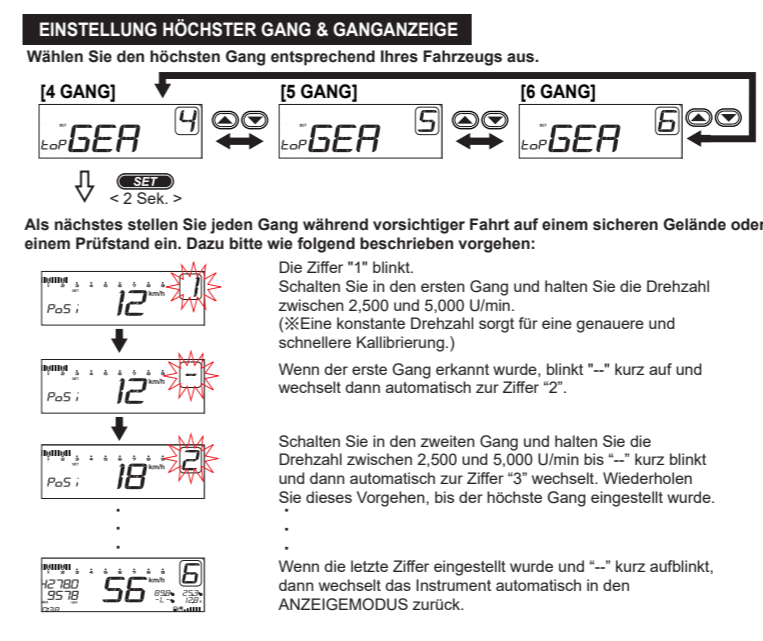 EINSTELLUNG HÖCHSTER GANG & GANGANZEIGE
Wählen Sie den höchsten Gang entsprechend Ihres Fahrzeugs aus.
[4 GANG] [5 GANG] [6 GANG]
toP GEA 4 toP GEA 5 toP GEA 6
SET
< 2 Sek. >
Als nächstes stellen Sie jeden Gang während vorsichtiger Fahrt auf einem sicheren Gelände oder
einem Prüfstand ein. Dazu bitte wie folgend beschrieben vorgehen:
PoSi 12 km/h 1
Die Ziffer "1" blinkt.
Schalten Sie in den ersten Gang und halten Sie die Drehzahl
zwischen 2,500 und 5,000 U/min.
(※Eine konstante Drehzahl sorgt für eine genauere und
schnellere Kallibrierung.)
PoSi 12 km/h -
Wenn der erste Gang erkannt wurde, blinkt "--" kurz auf und
wechselt dann automatisch zur Ziffer “2”.
PoSi 18 km/h 2
Schalten Sie in den zweiten Gang und halten Sie die
Drehzahl zwischen 2,500 und 5,000 U/min bis “--” kurz blinkt
und dann automatisch zur Ziffer “3” wechselt. Wiederholen
Sie dieses Vorgehen, bis der höchste Gang eingestellt wurde.
42780
9578
56 km/h 6
Wenn die letzte Ziffer eingestellt wurde und “--” kurz aufblinkt,
dann wechselt das Instrument automatisch in den
ANZEIGEMODUS zurück.